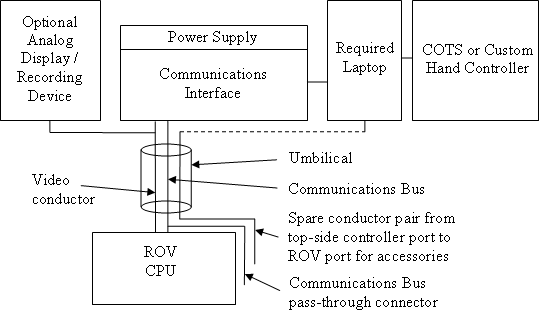 Optional
Analog
Display /
Recording
Device
Power Supply
Communications
Interface
Required
Laptop
COTS or Custom
Hand Controller
Umbilical
Video
conductor
Communications Bus
Spare conductor pair from
top-side controller port to
ROV port for accessories
ROV
CPU
Communications Bus
pass-through connector